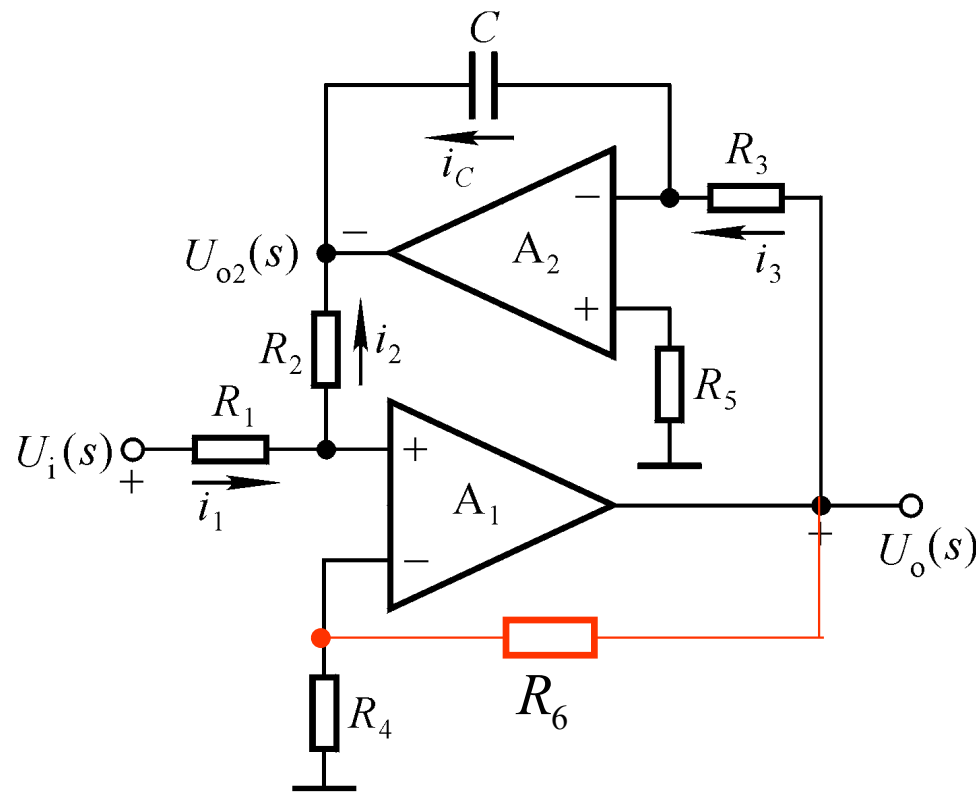 C
i_C
R_3
−
−
U_o2(s)
A_2
i_3
+
R_2
i_2
R_5
R_1
U_i(s)
+
+
i_1
A_1
+
U_o(s)
−
R_6
R_4